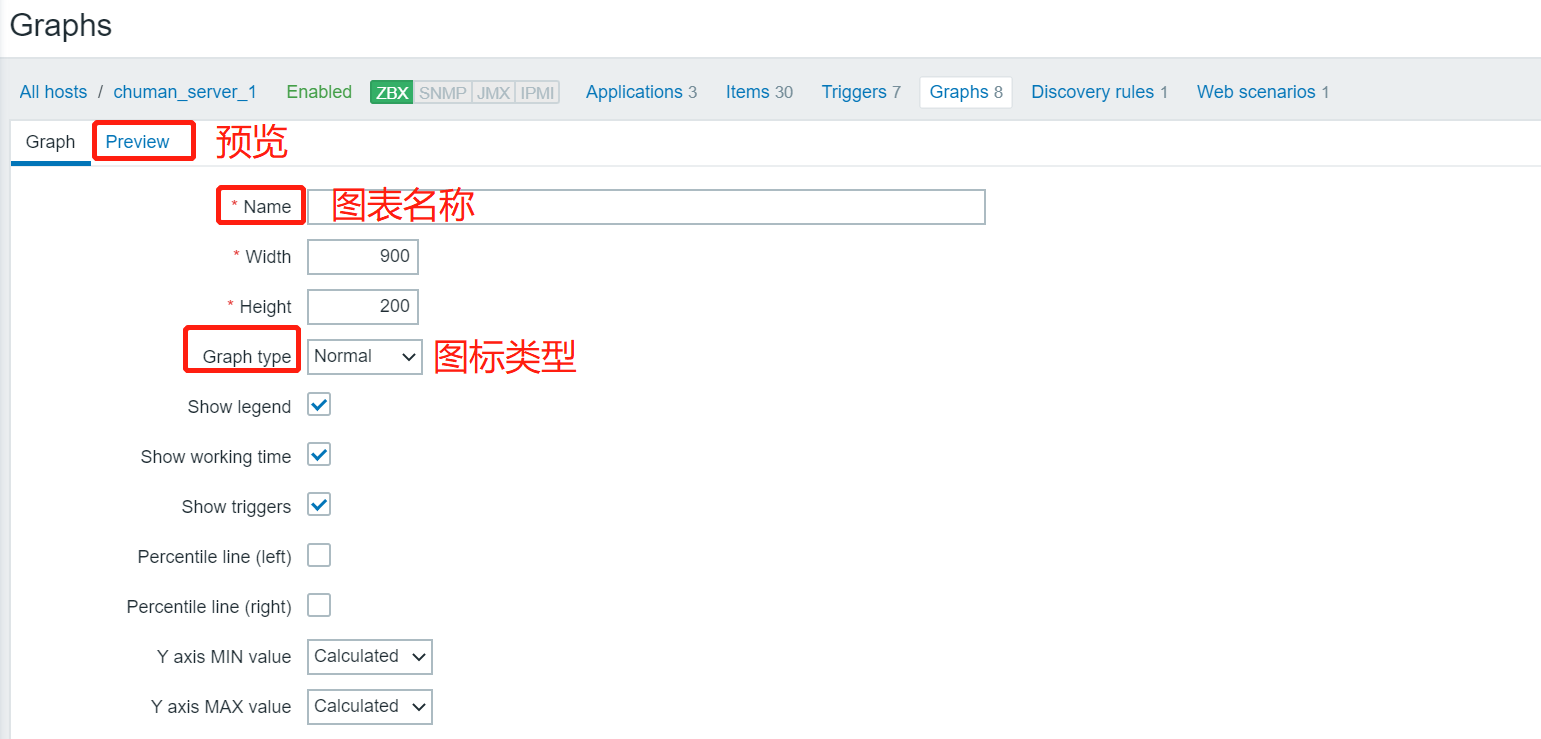 Graphs
All hosts / chuman_server_1 Enabled ZBX SNMP JMX IPMI Applications 3 Items 30 Triggers 7 Graphs 8 Discovery rules 1 Web scenarios 1
Graph Preview 预览
* Name 图表名称
* Width 900
* Height 200
Graph type Normal 图标类型
Show legend
Show working time
Show triggers
Percentile line (left)
Percentile line (right)
Y axis MIN value Calculated
Y axis MAX value Calculated